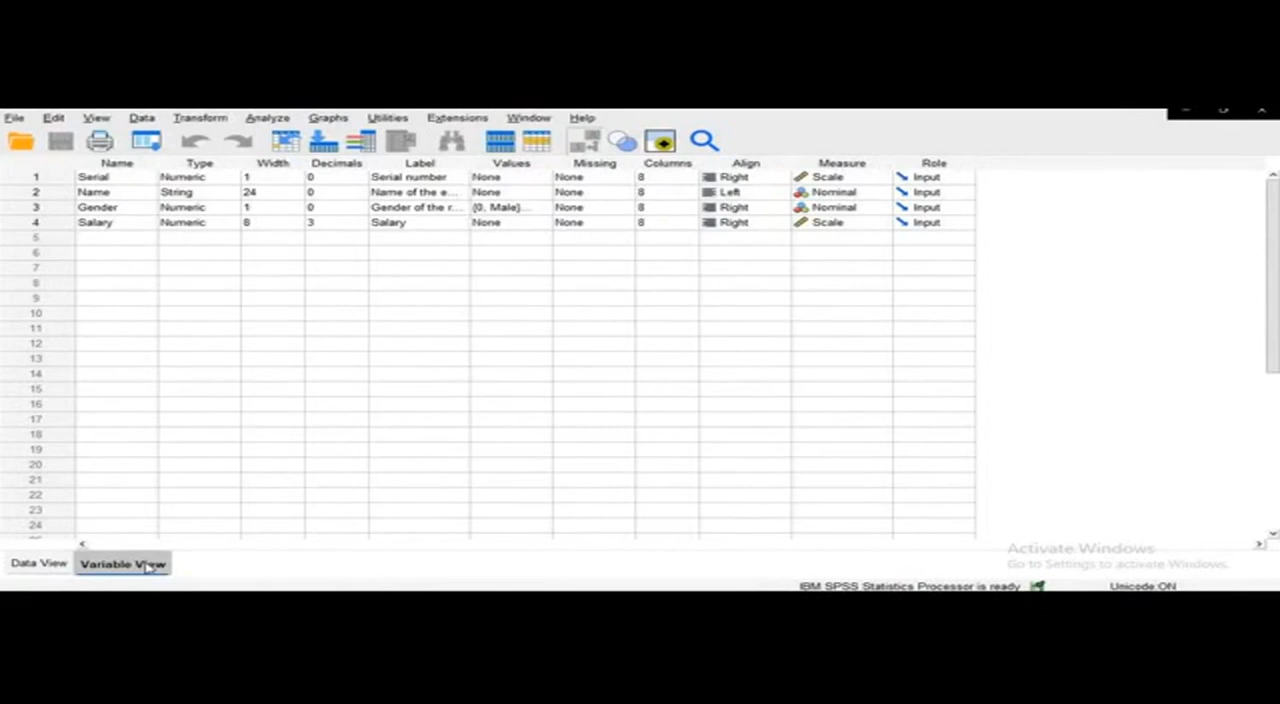 File Edit View Data Transform Analyze Graphs Utilities Extensions Window Help
Name Type Width Decimals Label Values Missing Columns Align Measure Role
1 Serial Numeric 1 0 Serial number None None 8 Right Scale Input
2 Name String 24 0 Name of the e... None None 8 Left Nominal Input
3 Gender Numeric 1 0 Gender of the r... {0, Male}... None 8 Right Nominal Input
4 Salary Numeric 8 3 Salary None None 8 Right Scale Input
5
6
7
8
9
10
11
12
13
14
15
16
17
18
19
20
21
22
23
24
Activate Windows
Data View Variable View
Go to Settings to activate Windows.
IBM SPSS Statistics Processor is ready Unicode:ON